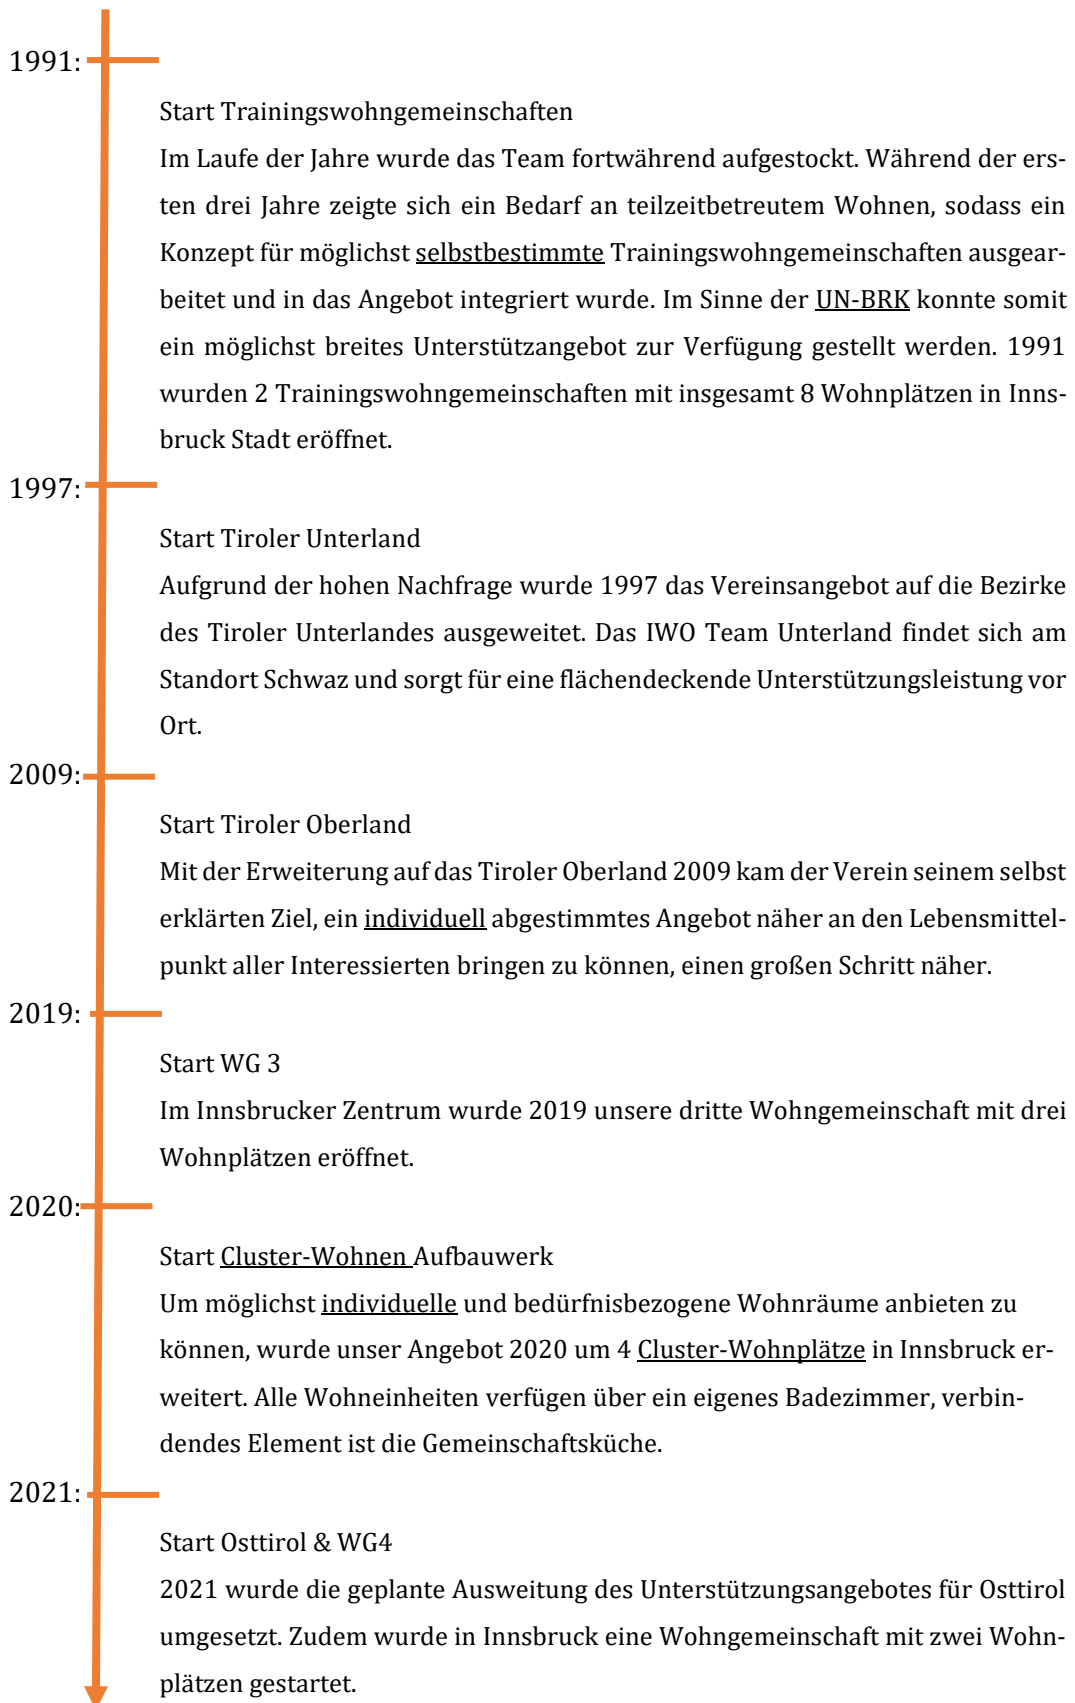 1991:
Start Trainingswohngemeinschaften
Im Laufe der Jahre wurde das Team fortwährend aufgestockt. Während der ers-
ten drei Jahre zeigte sich ein Bedarf an teilzeitbetreutem Wohnen, sodass ein
Konzept für möglichst selbstbestimmte Trainingswohngemeinschaften ausgear-
beitet und in das Angebot integriert wurde. Im Sinne der UN-BRK konnte somit
ein möglichst breites Unterstützangebot zur Verfügung gestellt werden. 1991
wurden 2 Trainingswohngemeinschaften mit insgesamt 8 Wohnplätzen in Inns-
bruck Stadt eröffnet.
1997:
Start Tiroler Unterland
Aufgrund der hohen Nachfrage wurde 1997 das Vereinsangebot auf die Bezirke
des Tiroler Unterlandes ausgeweitet. Das IWO Team Unterland findet sich am
Standort Schwaz und sorgt für eine flächendeckende Unterstützungsleistung vor
Ort.
2009:
Start Tiroler Oberland
Mit der Erweiterung auf das Tiroler Oberland 2009 kam der Verein seinem selbst
erklärten Ziel, ein individuell abgestimmtes Angebot näher an den Lebensmittel-
punkt aller Interessierten bringen zu können, einen großen Schritt näher.
2019:
Start WG 3
Im Innsbrucker Zentrum wurde 2019 unsere dritte Wohngemeinschaft mit drei
Wohnplätzen eröffnet.
2020:
Start Cluster-Wohnen Aufbauwerk
Um möglichst individuelle und bedürfnisbezogene Wohnräume anbieten zu
können, wurde unser Angebot 2020 um 4 Cluster-Wohnplätze in Innsbruck er-
weitert. Alle Wohneinheiten verfügen über ein eigenes Badezimmer, verbin-
dendes Element ist die Gemeinschaftsküche.
2021:
Start Osttirol & WG4
2021 wurde die geplante Ausweitung des Unterstützungsangebotes für Osttirol
umgesetzt. Zudem wurde in Innsbruck eine Wohngemeinschaft mit zwei Wohn-
plätzen gestartet.